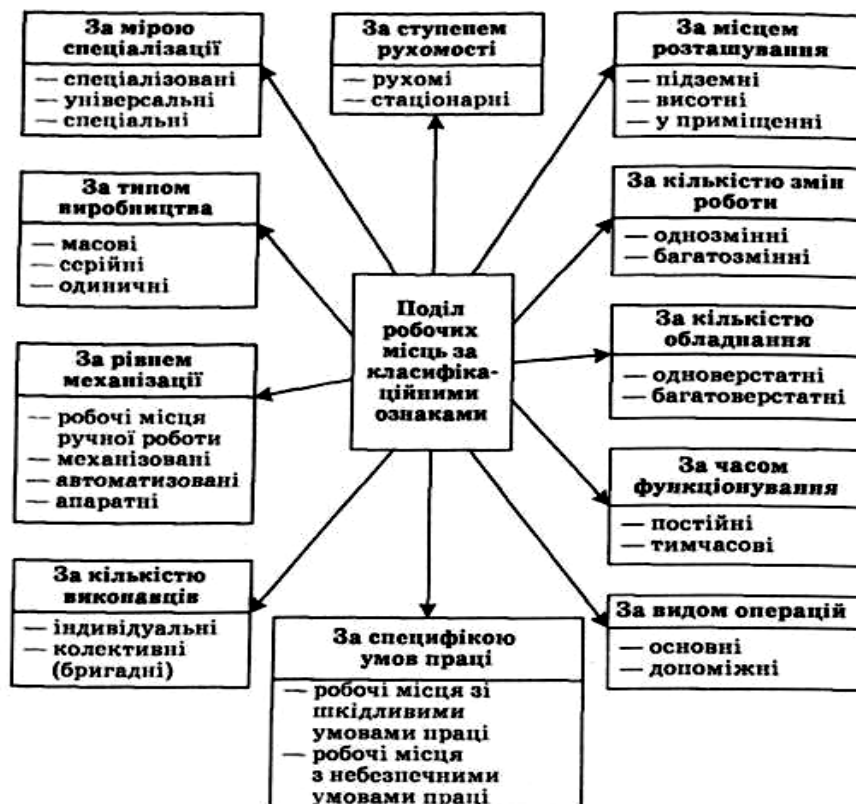 За мірою
спеціалізації
— спеціалізовані
— універсальні
— спеціальні
За ступенем
рухомості
— рухомі
— стаціонарні
За місцем
розташування
— підземні
— висотні
— у приміщенні
За типом
виробництва
— масові
— серійні
— одиничні
За кількістю змін
роботи
— однозмінні
— багатозмінні
Поділ
робочих
місць за
класифіка-
ційними
ознаками
За рівнем
механізації
— робочі місця
ручної роботи
— механізовані
— автоматизовані
— апаратні
За кількістю
обладнання
— одноверстатні
— багатоверстатні
За часом
функціонування
— постійні
— тимчасові
За кількістю
виконавців
— індивідуальні
— колективні
(бригадні)
За специфікою
умов праці
— робочі місця зі
шкідливими
умовами праці
— робочі місця
з небезпечними
умовами праці
За видом операцій
— основні
— допоміжні